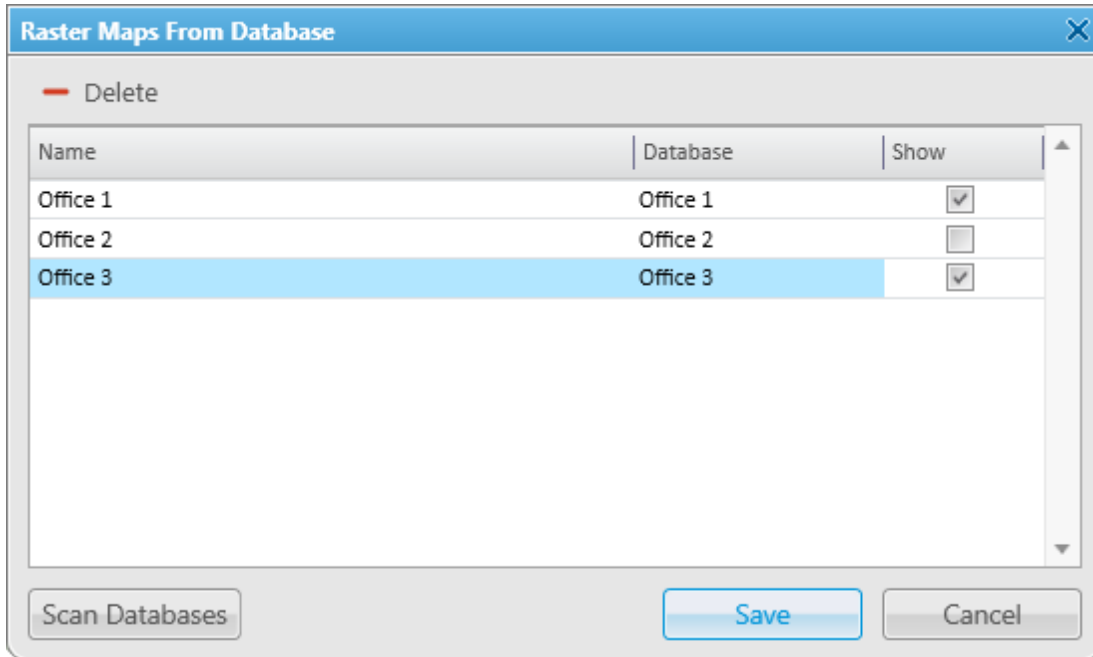 Raster Maps From Database
Delete
Name Database Show
Office 1 Office 1
Office 2 Office 2
Office 3 Office 3
Scan Databases Save Cancel